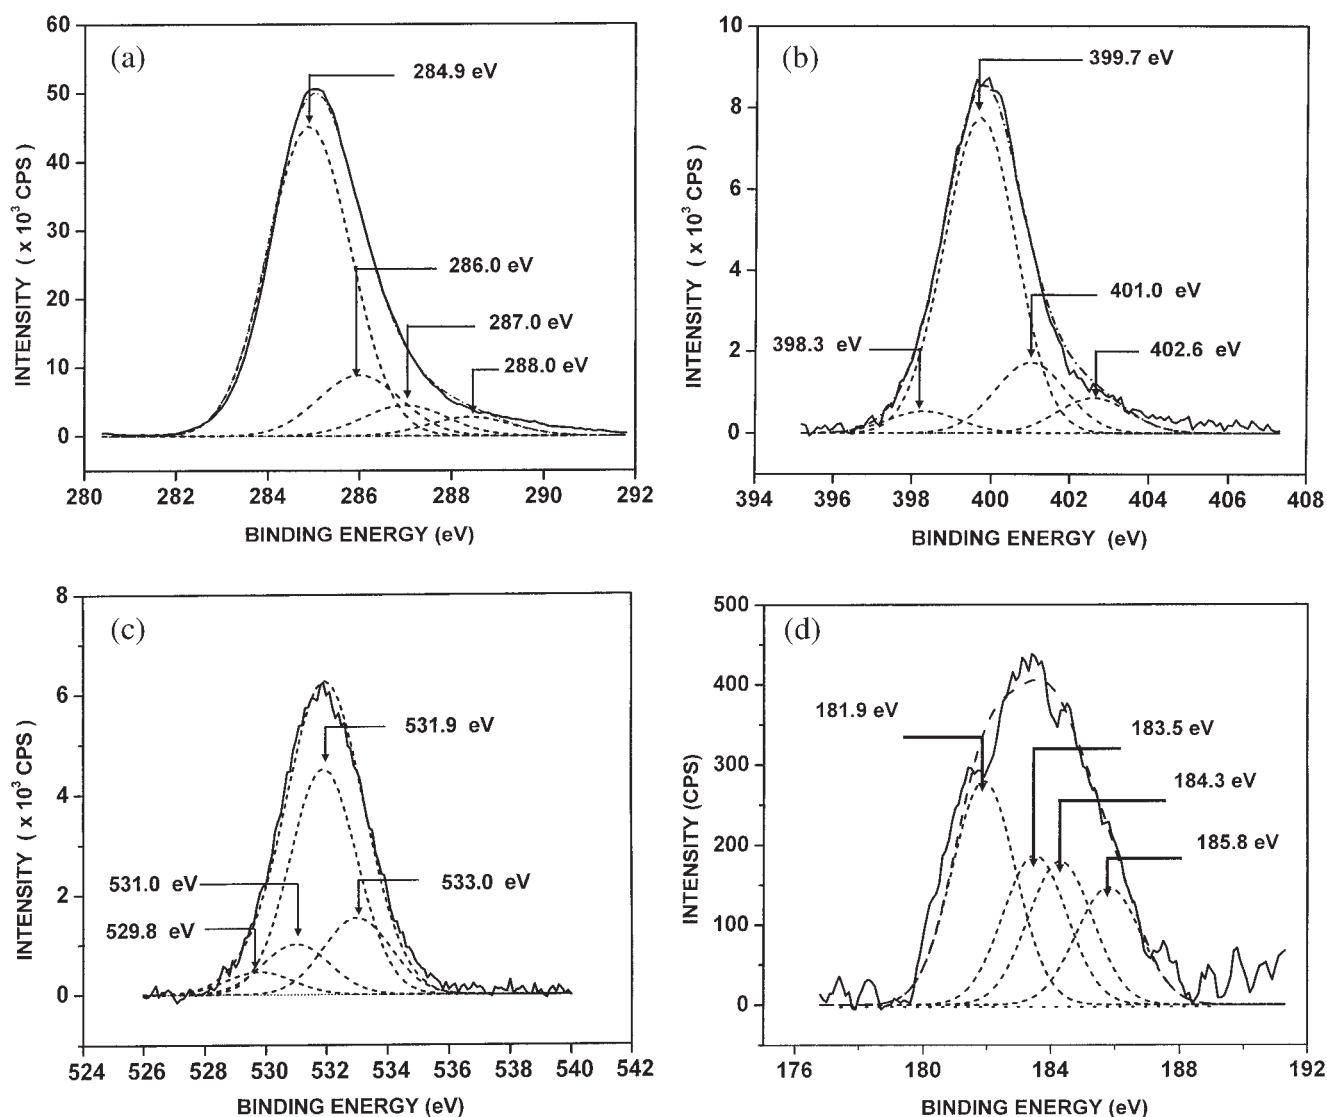 (a)
60
50
40
30
20
10
0
INTENSITY ( x 10³ CPS )
284.9 eV
286.0 eV
287.0 eV
288.0 eV
280 282 284 286 288 290 292
BINDING ENERGY (eV)
(b)
10
8
6
4
2
0
INTENSITY ( x 10³ CPS )
399.7 eV
401.0 eV
398.3 eV
402.6 eV
394 396 398 400 402 404 406 408
BINDING ENERGY (eV)
(c)
8
6
4
2
0
INTENSITY ( x 10³ CPS )
531.9 eV
531.0 eV
533.0 eV
529.8 eV
524 526 528 530 532 534 536 538 540 542
BINDING ENERGY (eV)
(d)
500
400
300
200
100
0
INTENSITY (CPS)
181.9 eV
183.5 eV
184.3 eV
185.8 eV
176 180 184 188 192
BINDING ENERGY (eV)